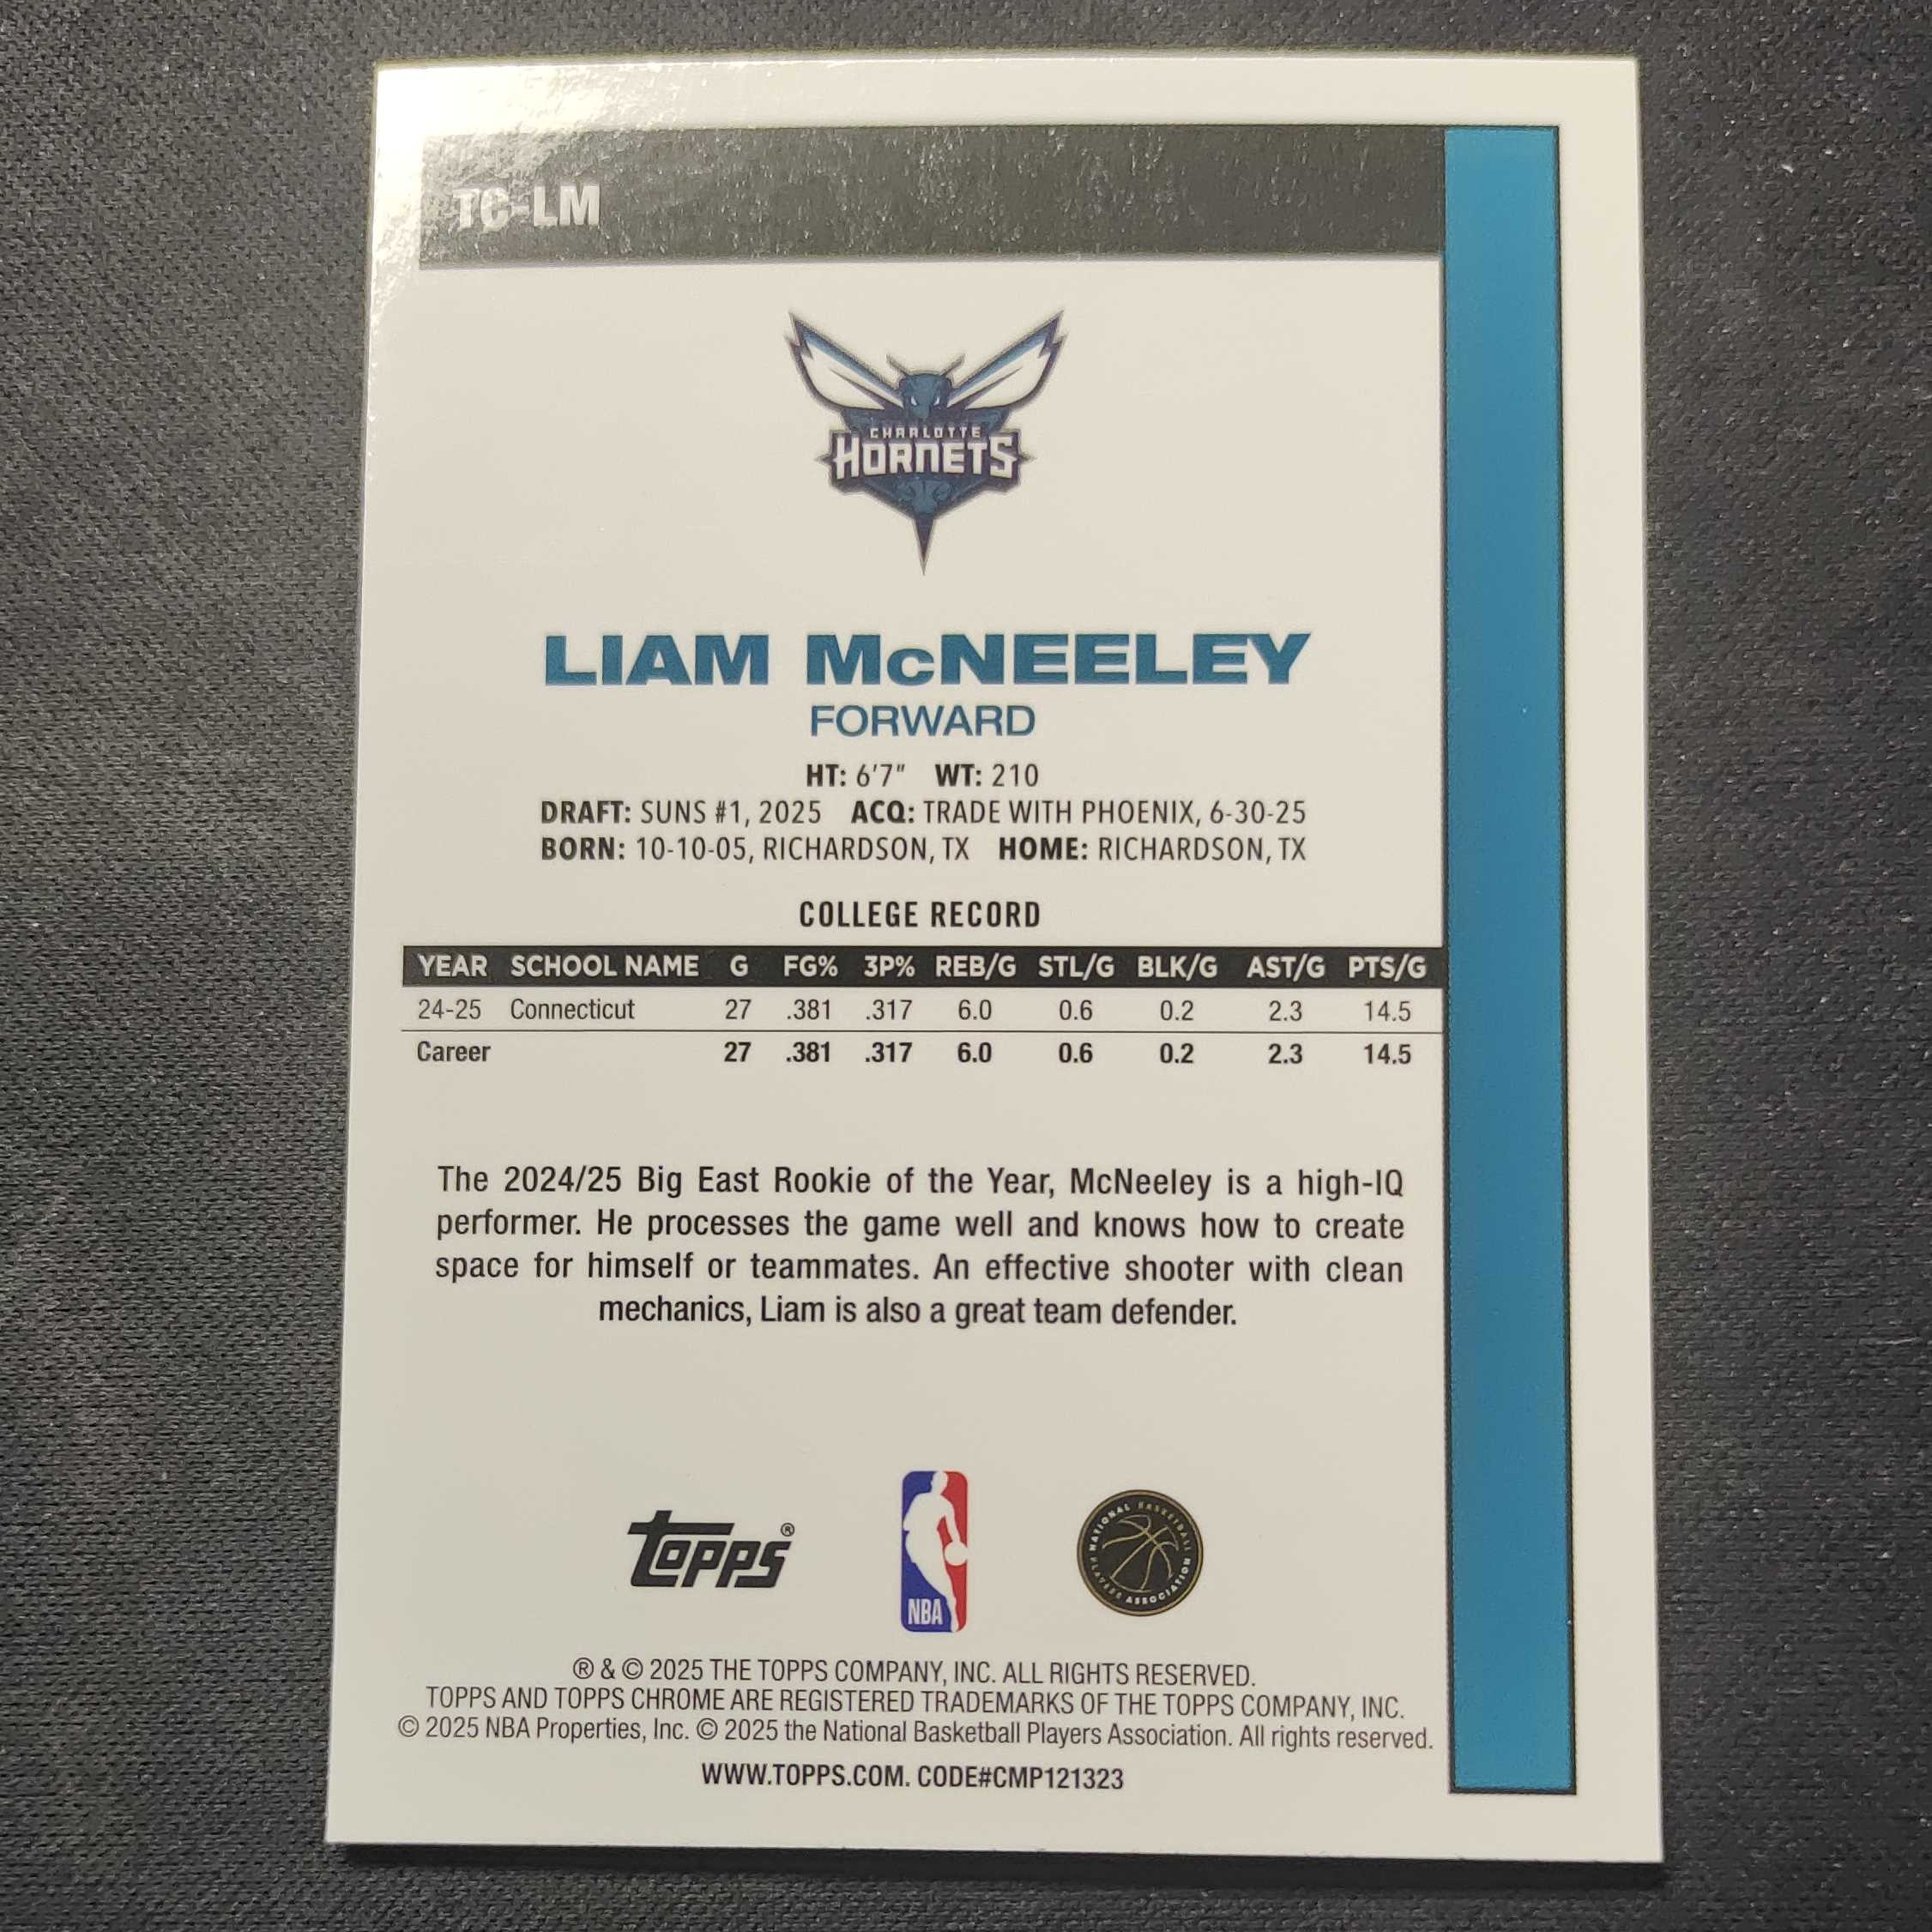 TC-LM
CHARLOTTE
HORNETS
LIAM McNEELEY
FORWARD
HT: 6'7" WT: 210
DRAFT: SUNS #1, 2025 ACQ: TRADE WITH PHOENIX, 6-30-25
BORN: 10-10-05, RICHARDSON, TX HOME: RICHARDSON, TX
COLLEGE RECORD
YEAR SCHOOL NAME G FG% 3P% REB/G STL/G BLK/G AST/G PTS/G
24-25 Connecticut 27 .381 .317 6.0 0.6 0.2 2.3 14.5
Career 27 .381 .317 6.0 0.6 0.2 2.3 14.5
The 2024/25 Big East Rookie of the Year, McNeeley is a high-IQ
performer. He processes the game well and knows how to create
space for himself or teammates. An effective shooter with clean
mechanics, Liam is also a great team defender.
topps®
NBA
NATIONAL BASKETBALL PLAYERS ASSOCIATION
® & © 2025 THE TOPPS COMPANY, INC. ALL RIGHTS RESERVED.
TOPPS AND TOPPS CHROME ARE REGISTERED TRADEMARKS OF THE TOPPS COMPANY, INC.
© 2025 NBA Properties, Inc. © 2025 the National Basketball Players Association. All rights reserved.
WWW.TOPPS.COM. CODE#CMP121323